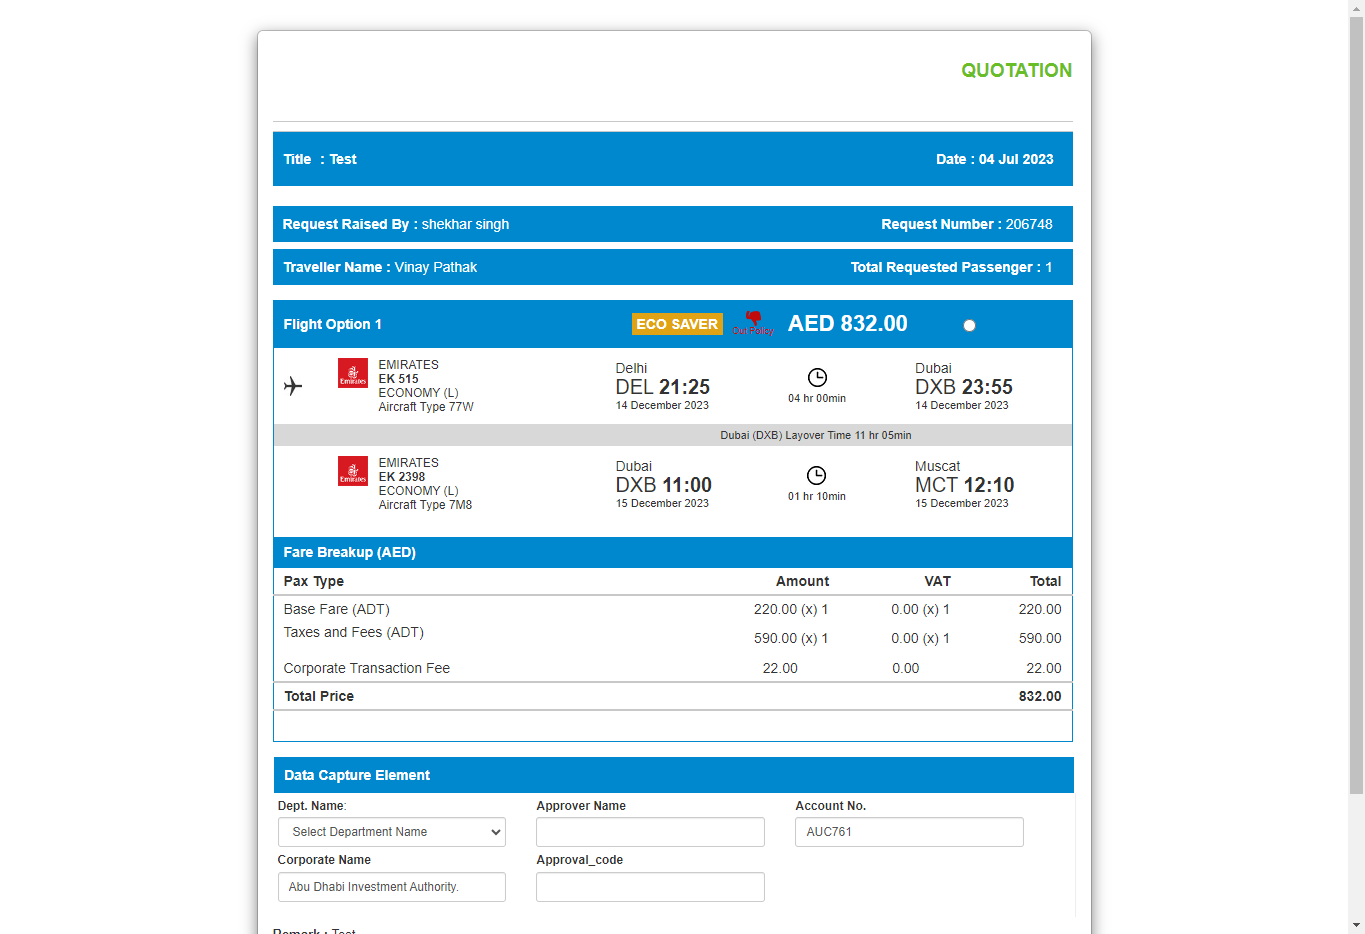 QUOTATION
Title : Test Date : 04 Jul 2023
Request Raised By : shekhar singh Request Number : 206748
Traveller Name : Vinay Pathak Total Requested Passenger : 1
Flight Option 1 ECO SAVER Out Policy AED 832.00
Emirates
EMIRATES
EK 515
ECONOMY (L)
Aircraft Type 77W
Delhi
DEL 21:25
14 December 2023
04 hr 00min
Dubai
DXB 23:55
14 December 2023
Dubai (DXB) Layover Time 11 hr 05min
Emirates
EMIRATES
EK 2398
ECONOMY (L)
Aircraft Type 7M8
Dubai
DXB 11:00
15 December 2023
01 hr 10min
Muscat
MCT 12:10
15 December 2023
Fare Breakup (AED)
Pax Type Amount VAT Total
Base Fare (ADT) 220.00 (x) 1 0.00 (x) 1 220.00
Taxes and Fees (ADT) 590.00 (x) 1 0.00 (x) 1 590.00
Corporate Transaction Fee 22.00 0.00 22.00
Total Price 832.00
Data Capture Element
Dept. Name: Approver Name Account No.
Select Department Name AUC761
Corporate Name Approval_code
Abu Dhabi Investment Authority.
Remark : Test